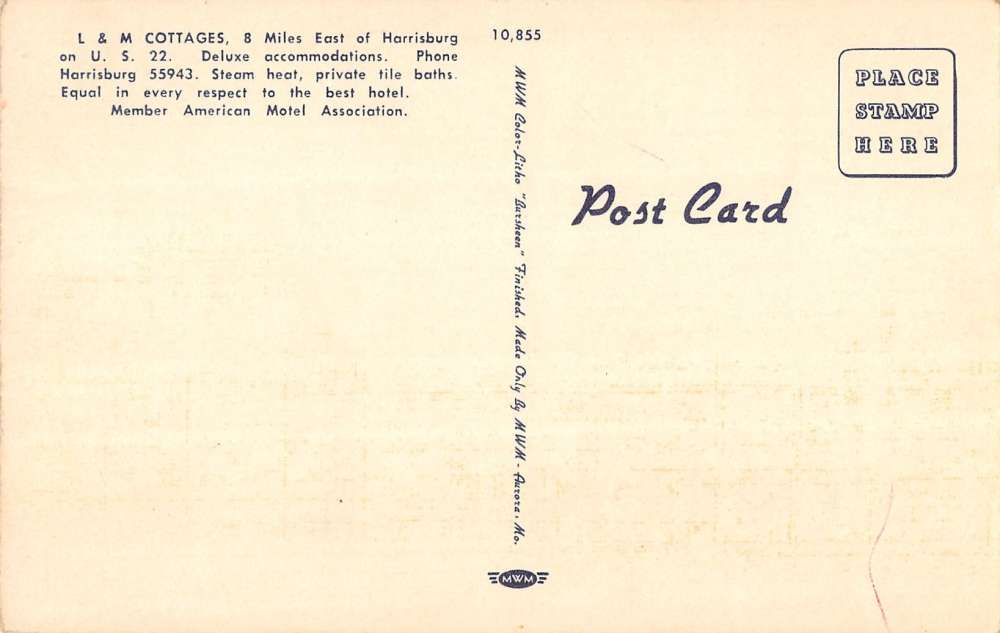 L & M COTTAGES, 8 Miles East of Harrisburg
on U. S. 22. Deluxe accommodations. Phone
Harrisburg 55943. Steam heat, private tile baths.
Equal in every respect to the best hotel.
Member American Motel Association.
10,855
MWM Color-Litho "Bursheen" Finished. Made Only By MWM - Aurora, Mo.
MWM
Post Card
PLACE
STAMP
HERE